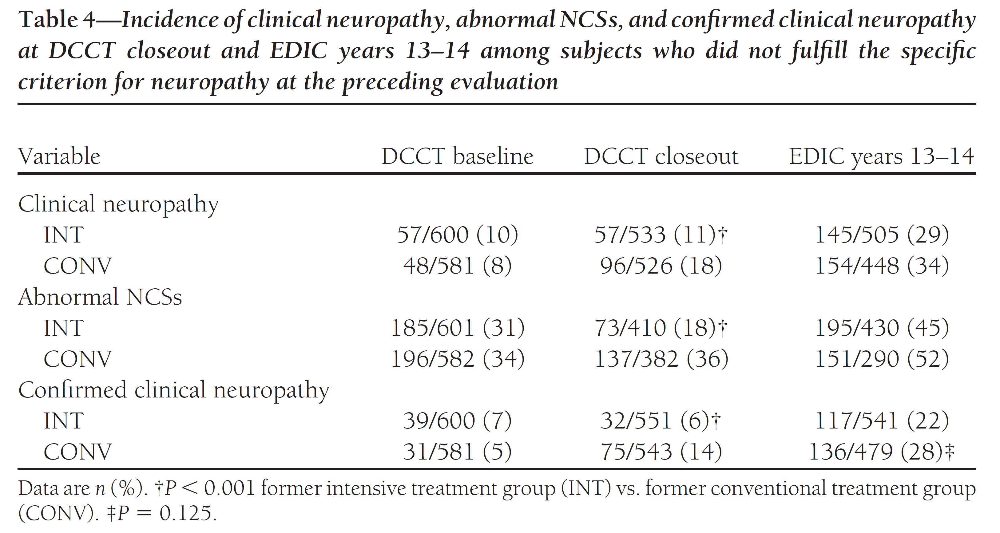 Table 4—Incidence of clinical neuropathy, abnormal NCSs, and confirmed clinical neuropathy
at DCCT closeout and EDIC years 13–14 among subjects who did not fulfill the specific
criterion for neuropathy at the preceding evaluation
Variable DCCT baseline DCCT closeout EDIC years 13–14
Clinical neuropathy
INT 57/600 (10) 57/533 (11)† 145/505 (29)
CONV 48/581 (8) 96/526 (18) 154/448 (34)
Abnormal NCSs
INT 185/601 (31) 73/410 (18)† 195/430 (45)
CONV 196/582 (34) 137/382 (36) 151/290 (52)
Confirmed clinical neuropathy
INT 39/600 (7) 32/551 (6)† 117/541 (22)
CONV 31/581 (5) 75/543 (14) 136/479 (28)‡
Data are n (%). †P < 0.001 former intensive treatment group (INT) vs. former conventional treatment group
(CONV). ‡P = 0.125.